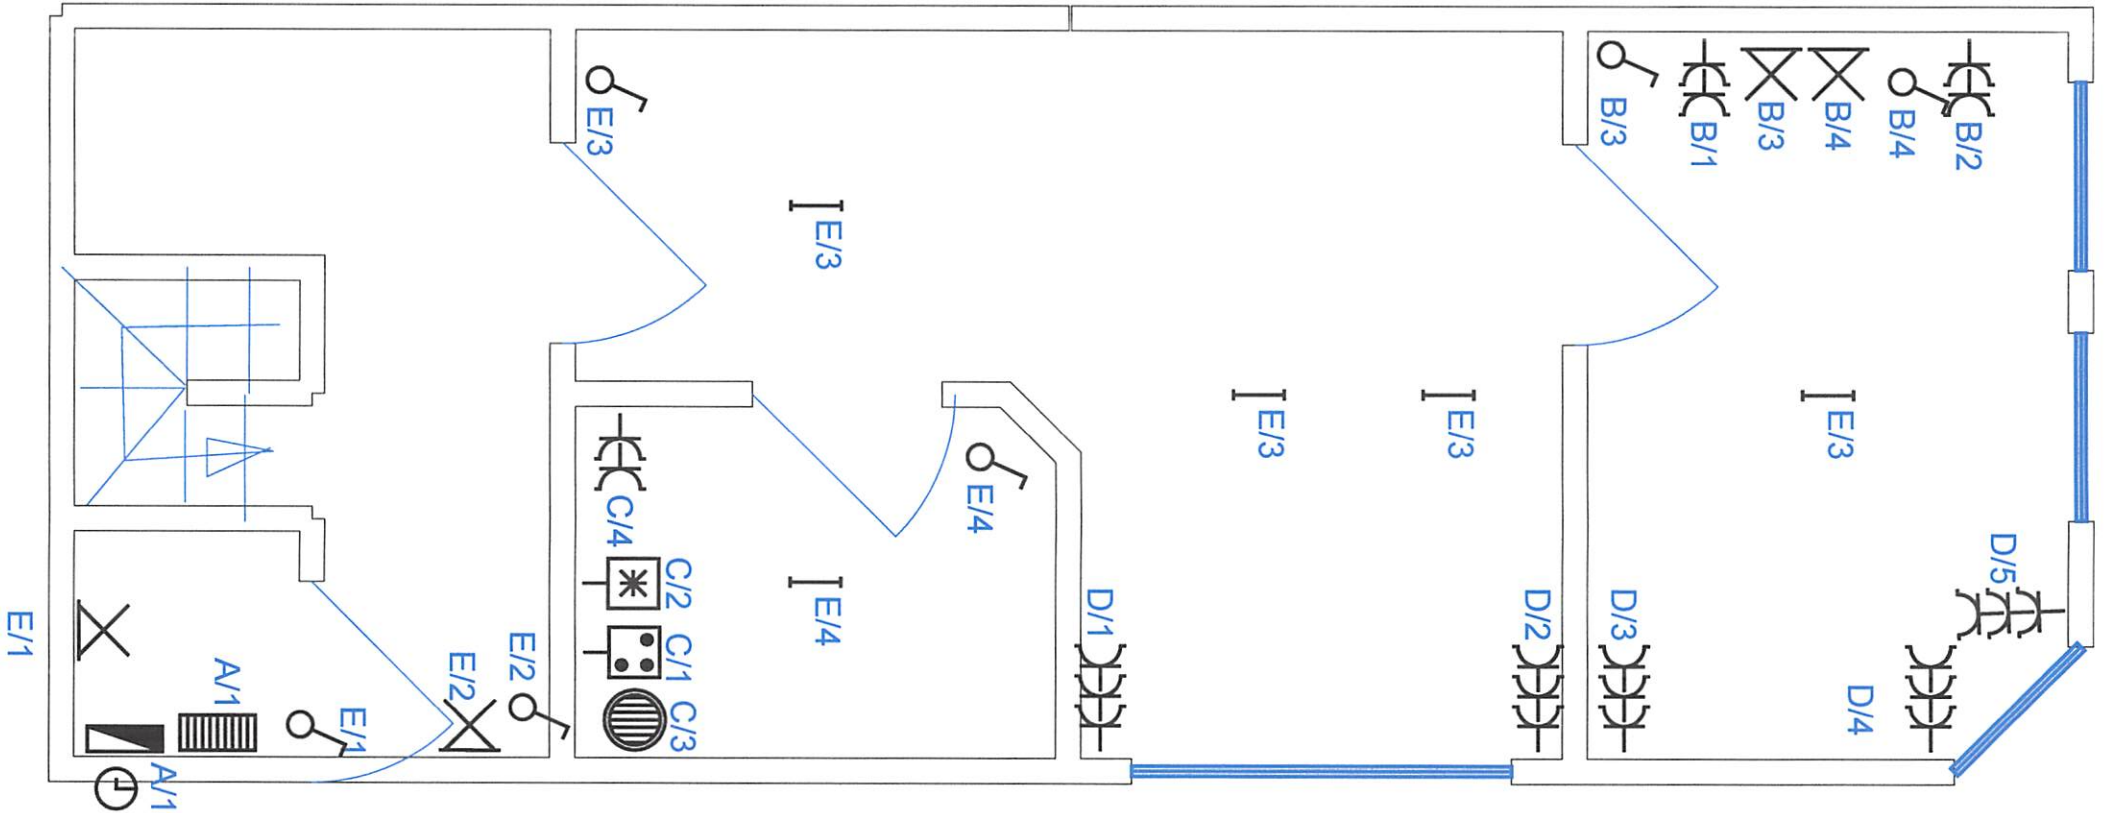 E/3
B/3
B/1
B/3
B/4
B/4
B/2
E/3
E/3
E/3
E/3
C/4
E/4
D/5
C/2
E/4
D/1
D/2
D/3
E/1
E/2
E/2
C/1
A/1
E/1
C/3
D/4
A/1